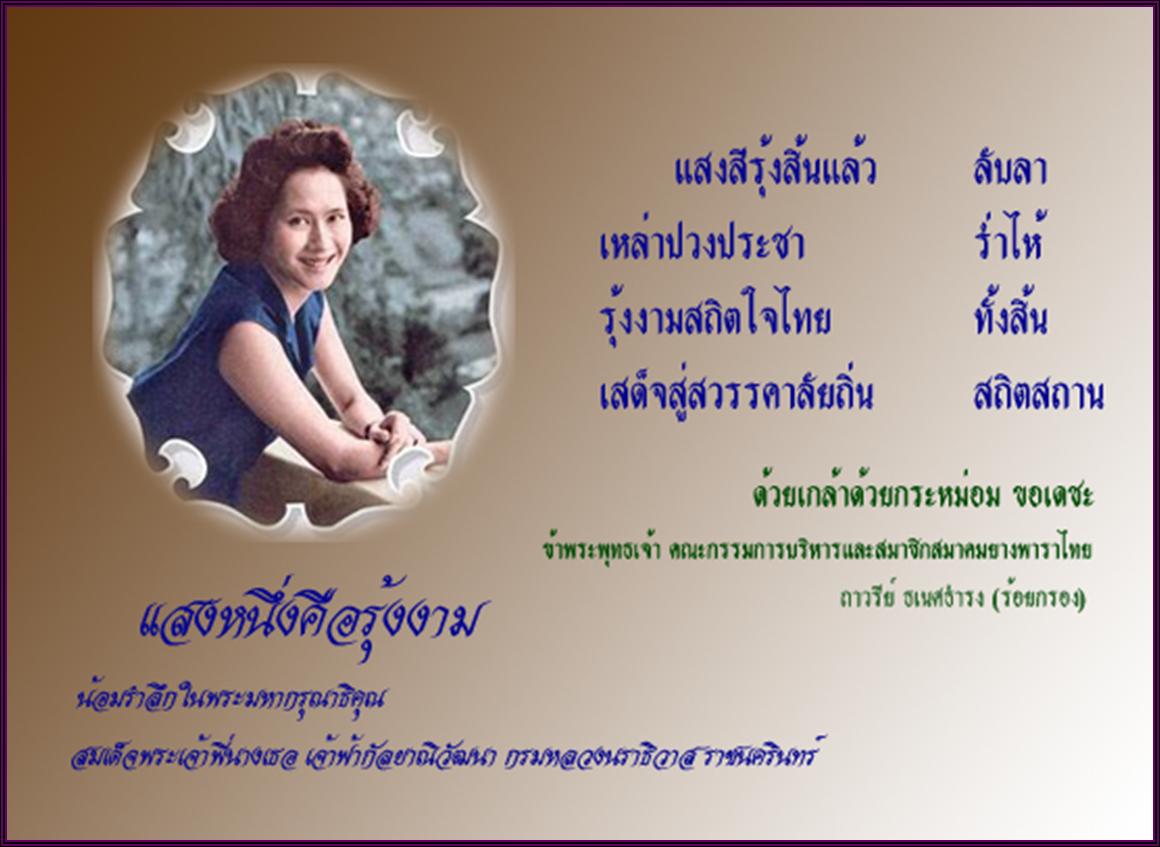 แสงสีรุ้งสิ้นแล้ว ลับลา
เหล่าปวงประชา ร่ำไห้
รุ้งงามสถิตใจไทย ทั้งสิ้น
เสด็จสู่สวรรคาลัยถิ่น สถิตสถาน
ด้วยเกล้าด้วยกระหม่อม ขอเดชะ
ข้าพระพุทธเจ้า คณะกรรมการบริหารและสมาชิกสมาคมยางพาราไทย
ถาวรีย์ ธเนศธำรง (ร้อยกรอง)
แสงหนึ่งคือรุ้งงาม
น้อมรำลึกในพระมหากรุณาธิคุณ
สมเด็จพระเจ้าพี่นางเธอ เจ้าฟ้ากัลยาณิวัฒนา กรมหลวงนราธิวาส ราชนครินทร์